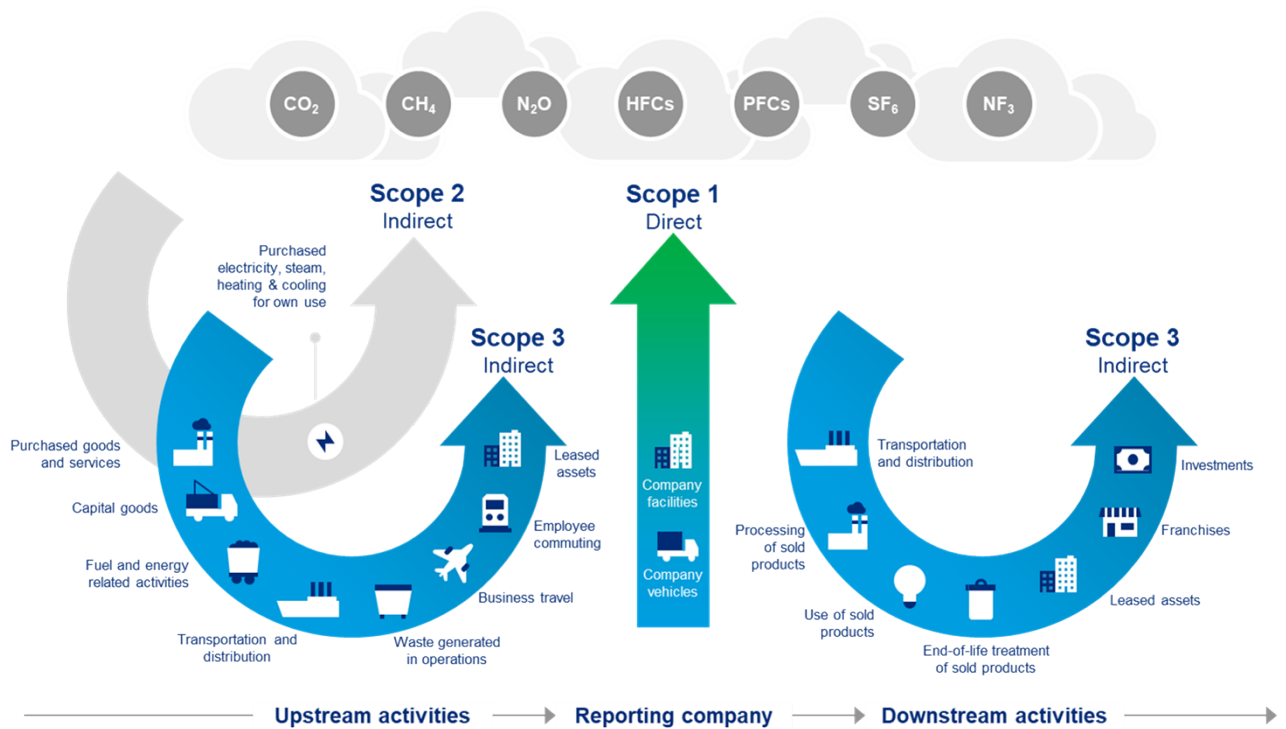 CO₂
CH₄
N₂O
HFCs
PFCs
SF₆
NF₃
Scope 2
Indirect
Purchased
electricity, steam,
heating & cooling
for own use
Scope 1
Direct
Scope 3
Indirect
Scope 3
Indirect
Purchased goods
and services
Capital goods
Fuel and energy
related activities
Transportation and
distribution
Waste generated
in operations
Business travel
Employee
commuting
Leased
assets
Company
facilities
Company
vehicles
Transportation
and distribution
Processing
of sold
products
Use of sold
products
End-of-life treatment
of sold products
Leased assets
Franchises
Investments
Upstream activities
Reporting company
Downstream activities